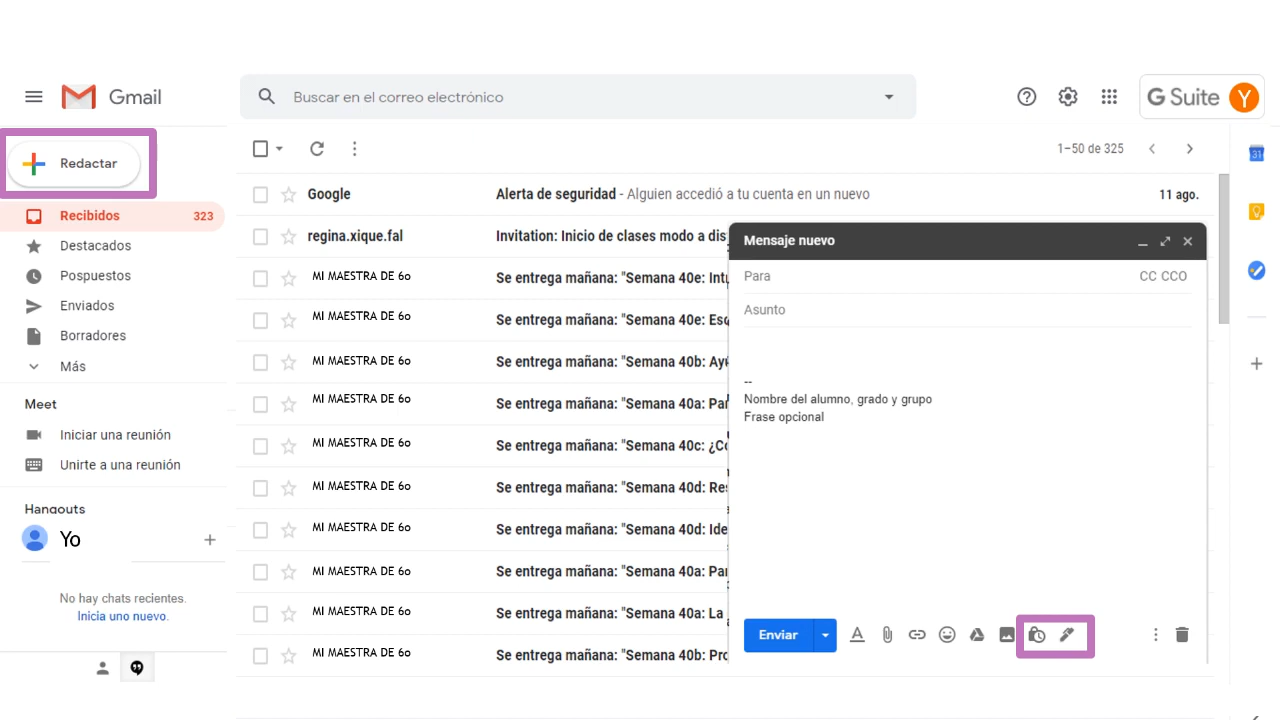 Gmail
Buscar en el correo electrónico
G Suite Y
Redactar
1–50 de 325
Recibidos 323
Destacados
Pospuestos
Enviados
Borradores
Más
Meet
Iniciar una reunión
Unirte a una reunión
Hangouts
Yo
No hay chats recientes.
Inicia uno nuevo.
Google Alerta de seguridad - Alguien accedió a tu cuenta en un nuevo 11 ago.
regina.xique.fal Invitation: Inicio de clases modo a dis
MI MAESTRA DE 6o Se entrega mañana: "Semana 40e: Intr
MI MAESTRA DE 6o Se entrega mañana: "Semana 40e: Esc
MI MAESTRA DE 6o Se entrega mañana: "Semana 40b: Ayu
MI MAESTRA DE 6o Se entrega mañana: "Semana 40a: Par
MI MAESTRA DE 6o Se entrega mañana: "Semana 40c: ¿Co
MI MAESTRA DE 6o Se entrega mañana: "Semana 40d: Res
MI MAESTRA DE 6o Se entrega mañana: "Semana 40d: Ide
MI MAESTRA DE 6o Se entrega mañana: "Semana 40a: Par
MI MAESTRA DE 6o Se entrega mañana: "Semana 40a: La
MI MAESTRA DE 6o Se entrega mañana: "Semana 40b: Pro
Mensaje nuevo
Para CC CCO
Asunto
--
Nombre del alumno, grado y grupo
Frase opcional
Enviar
31